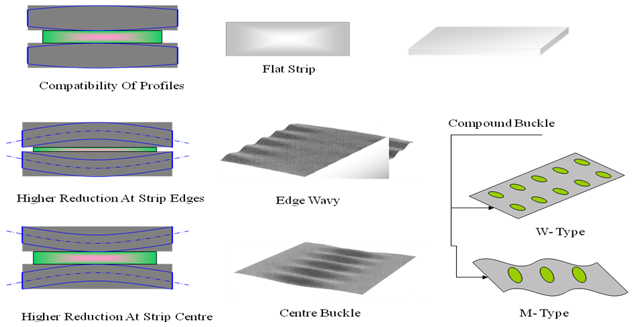 Compatibility Of Profiles
Flat Strip
Higher Reduction At Strip Edges
Edge Wavy
Compound Buckle
W- Type
Higher Reduction At Strip Centre
Centre Buckle
M- Type